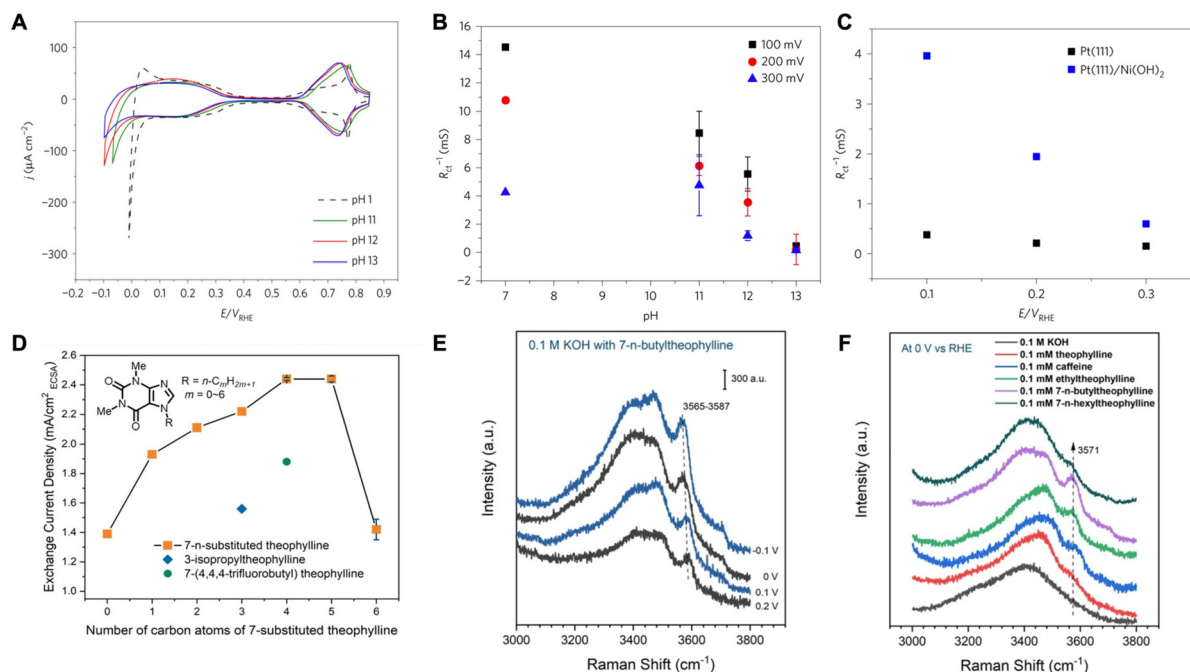 A
100
0
-100
-200
-300
j (μA cm⁻²)
pH 1
pH 11
pH 12
pH 13
-0.2 -0.1 0.0 0.1 0.2 0.3 0.4 0.5 0.6 0.7 0.8 0.9
E/V_RHE
B
16
14
12
10
8
6
4
2
0
-2
R_ct⁻¹ (mS)
100 mV
200 mV
300 mV
7 8 9 10 11 12 13
pH
C
4
3
2
1
0
R_ct⁻¹ (mS)
Pt(111)
Pt(111)/Ni(OH)₂
0.1 0.2 0.3
E/V_RHE
D
2.6
2.4
2.2
2.0
1.8
1.6
1.4
1.2
1.0
Exchange Current Density (mA/cm² ECSA)
Me
O
N
N
R = n-CₘH₂ₘ₊₁
m = 0~6
Me
N
N
O
R
7-n-substituted theophylline
3-isopropyltheophylline
7-(4,4,4-trifluorobutyl) theophylline
0 1 2 3 4 5 6
Number of carbon atoms of 7-substituted theophylline
E
0.1 M KOH with 7-n-butyltheophylline
300 a.u.
3565-3587
Intensity (a.u.)
-0.1 V
0 V
0.1 V
0.2 V
3000 3200 3400 3600 3800
Raman Shift (cm⁻¹)
F
At 0 V vs RHE
0.1 M KOH
0.1 mM theophylline
0.1 mM caffeine
0.1 mM ethyltheophylline
0.1 mM 7-n-butyltheophylline
0.1 mM 7-n-hexyltheophylline
3571
Intensity (a.u.)
3000 3200 3400 3600 3800
Raman Shift (cm⁻¹)